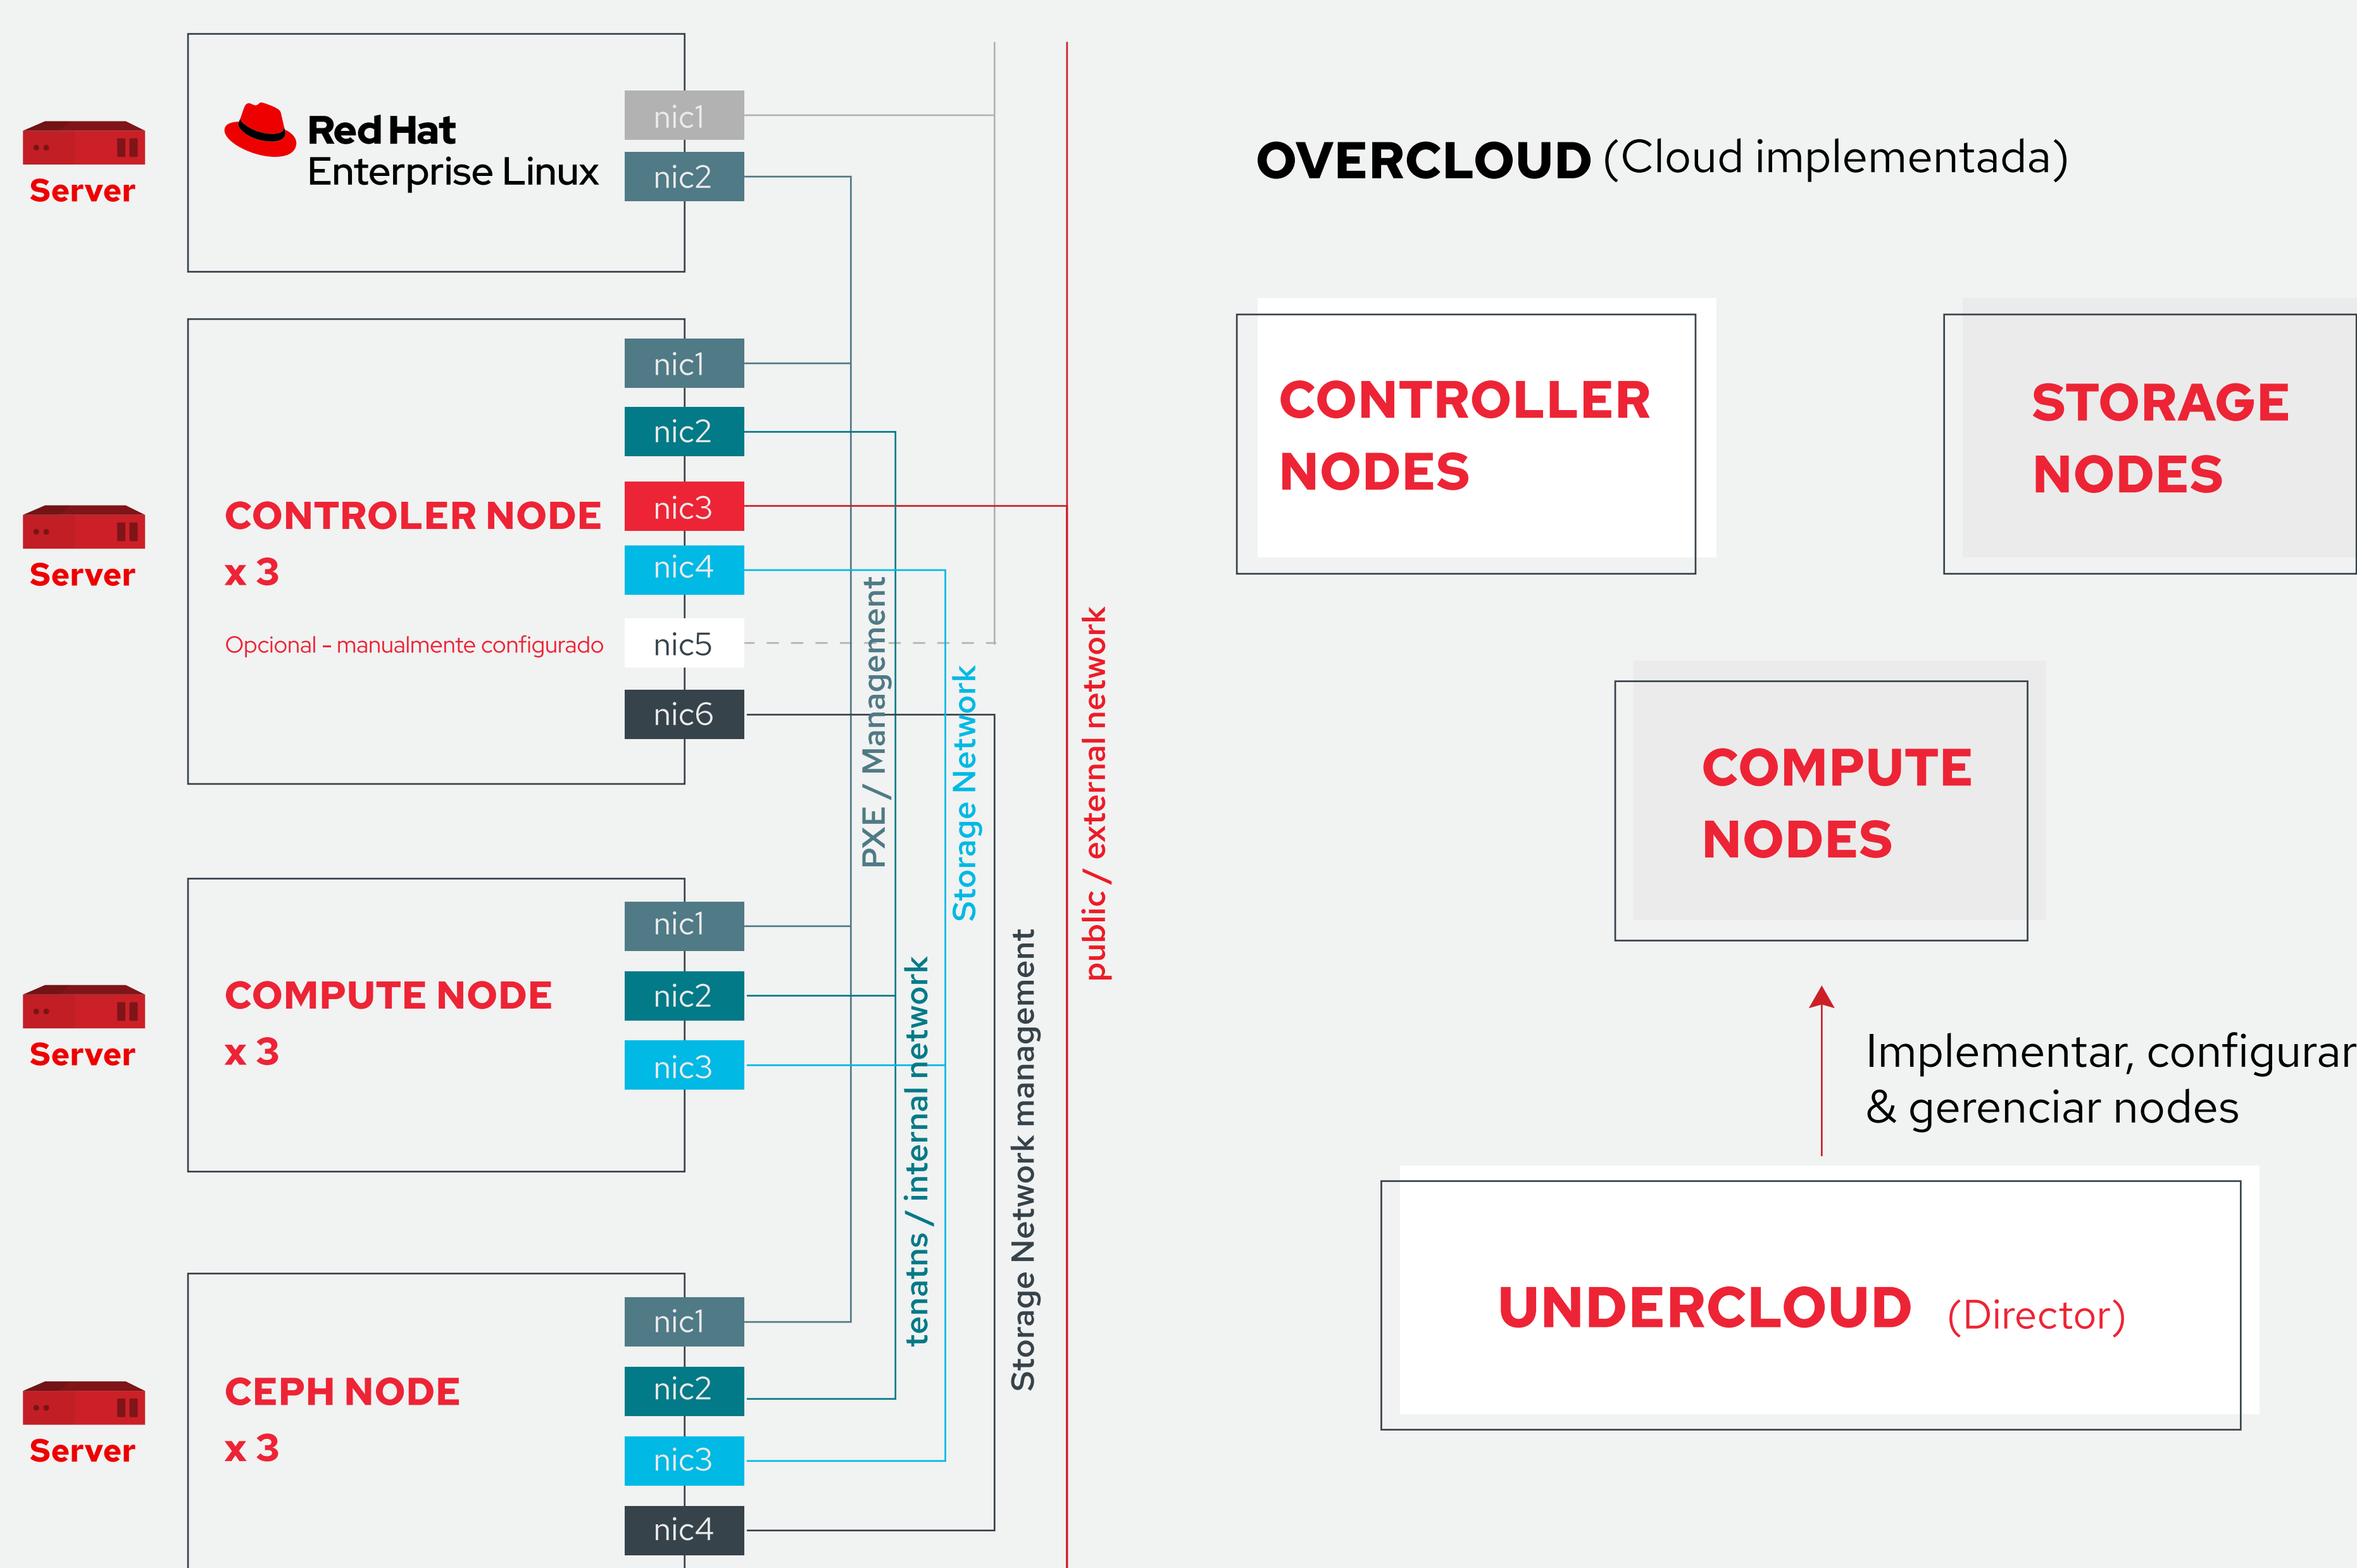 Server
Red Hat
Enterprise Linux
nic1
nic2
Server
CONTROLER NODE
x 3
Opcional - manualmente configurado
nic1
nic2
nic3
nic4
nic5
nic6
Server
COMPUTE NODE
x 3
nic1
nic2
nic3
Server
CEPH NODE
x 3
nic1
nic2
nic3
nic4
PXE / Management
tenatns / internal network
Storage Network
Storage Network management
public / external network
OVERCLOUD (Cloud implementada)
CONTROLLER
NODES
STORAGE
NODES
COMPUTE
NODES
Implementar, configurar
& gerenciar nodes
UNDERCLOUD (Director)